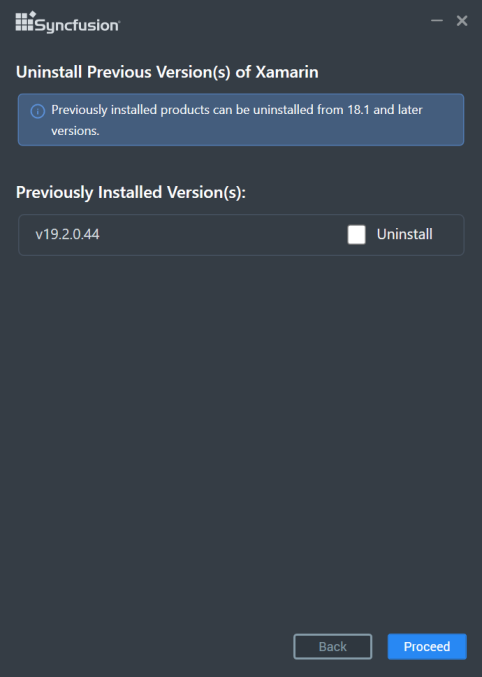 Syncfusion
Uninstall Previous Version(s) of Xamarin
Previously installed products can be uninstalled from 18.1 and later
versions.
Previously Installed Version(s):
v19.2.0.44 Uninstall
Back Proceed